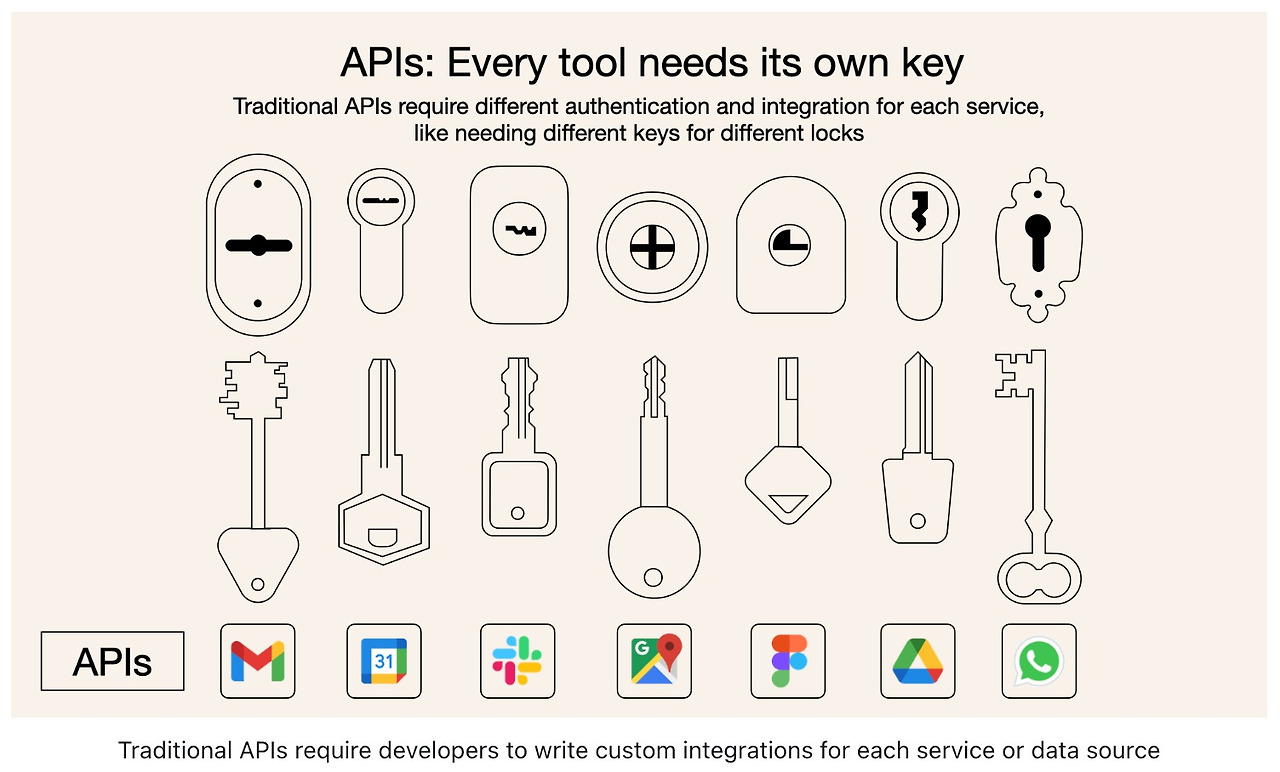 APIs: Every tool needs its own key
Traditional APIs require different authentication and integration for each service,
like needing different keys for different locks
APIs
31
G
Traditional APIs require developers to write custom integrations for each service or data source